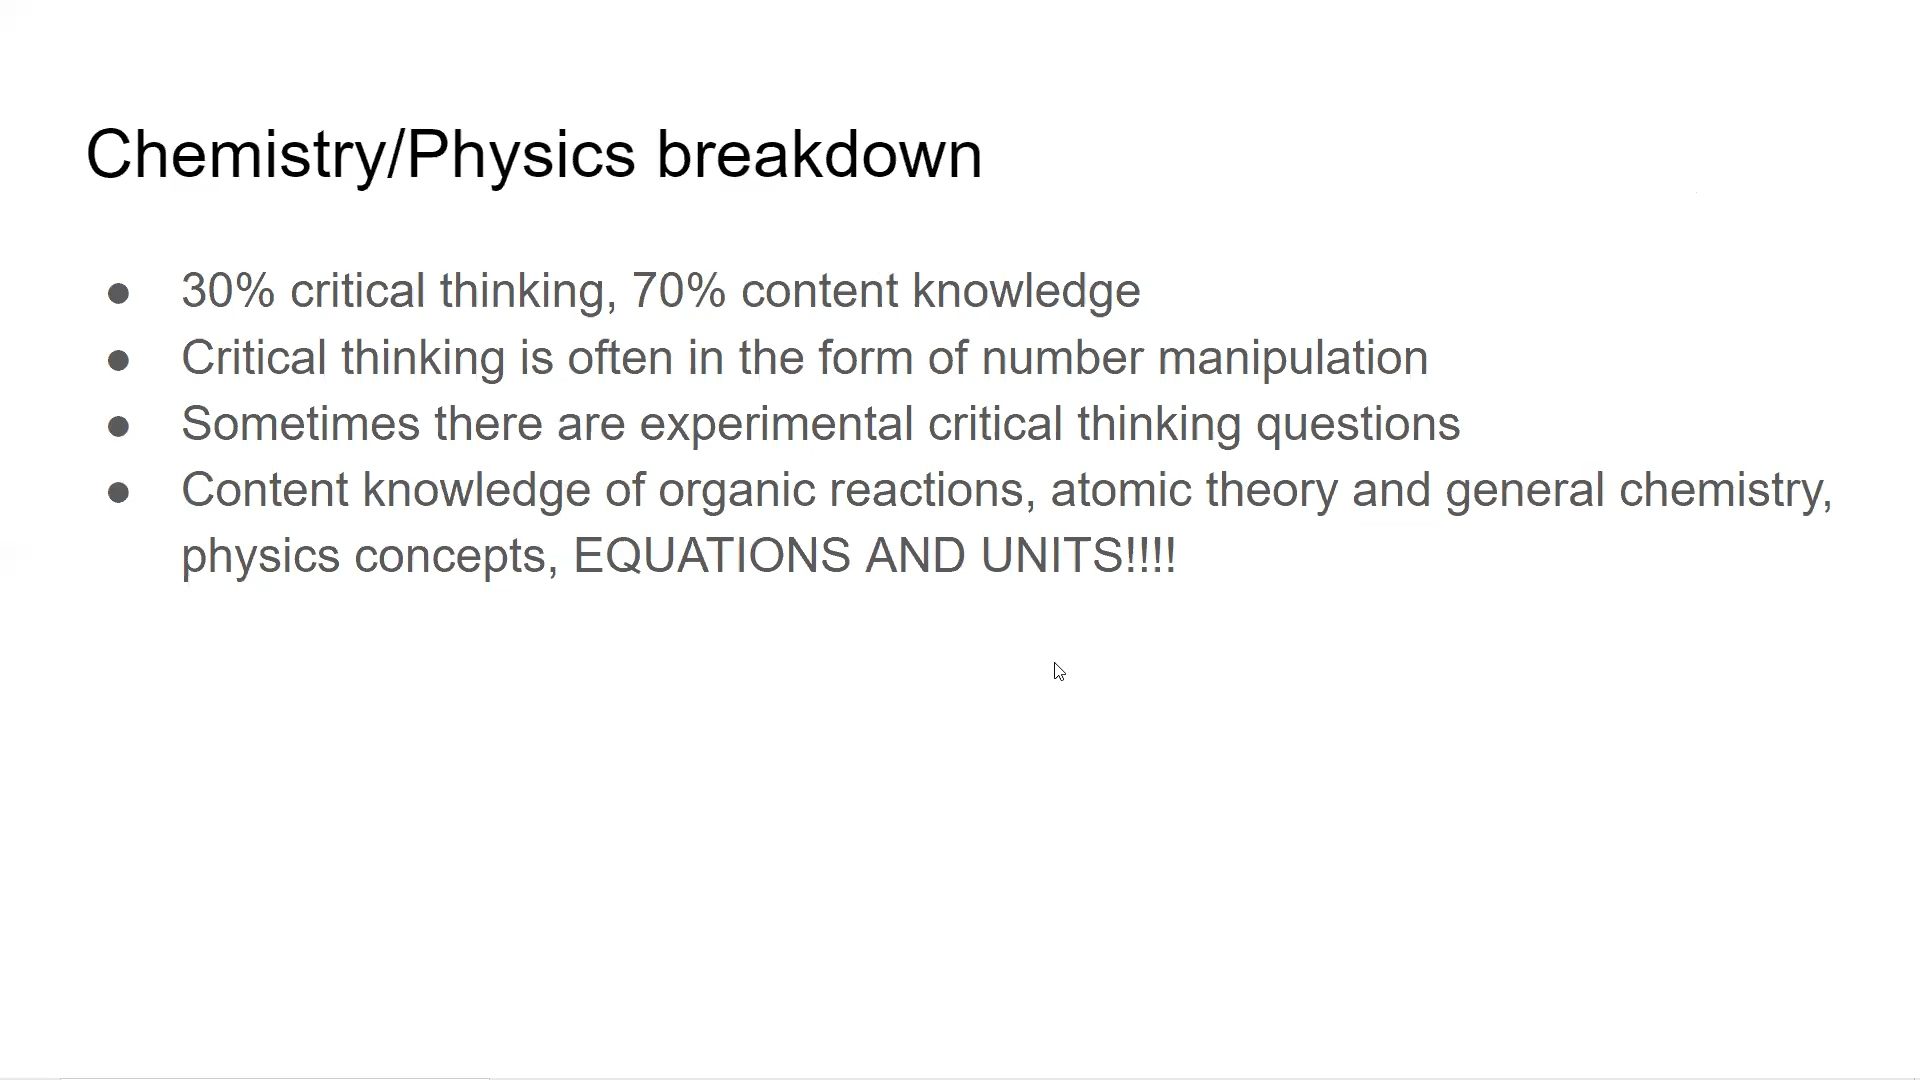 Chemistry/Physics breakdown
● 30% critical thinking, 70% content knowledge
● Critical thinking is often in the form of number manipulation
● Sometimes there are experimental critical thinking questions
● Content knowledge of organic reactions, atomic theory and general chemistry,
physics concepts, EQUATIONS AND UNITS!!!!